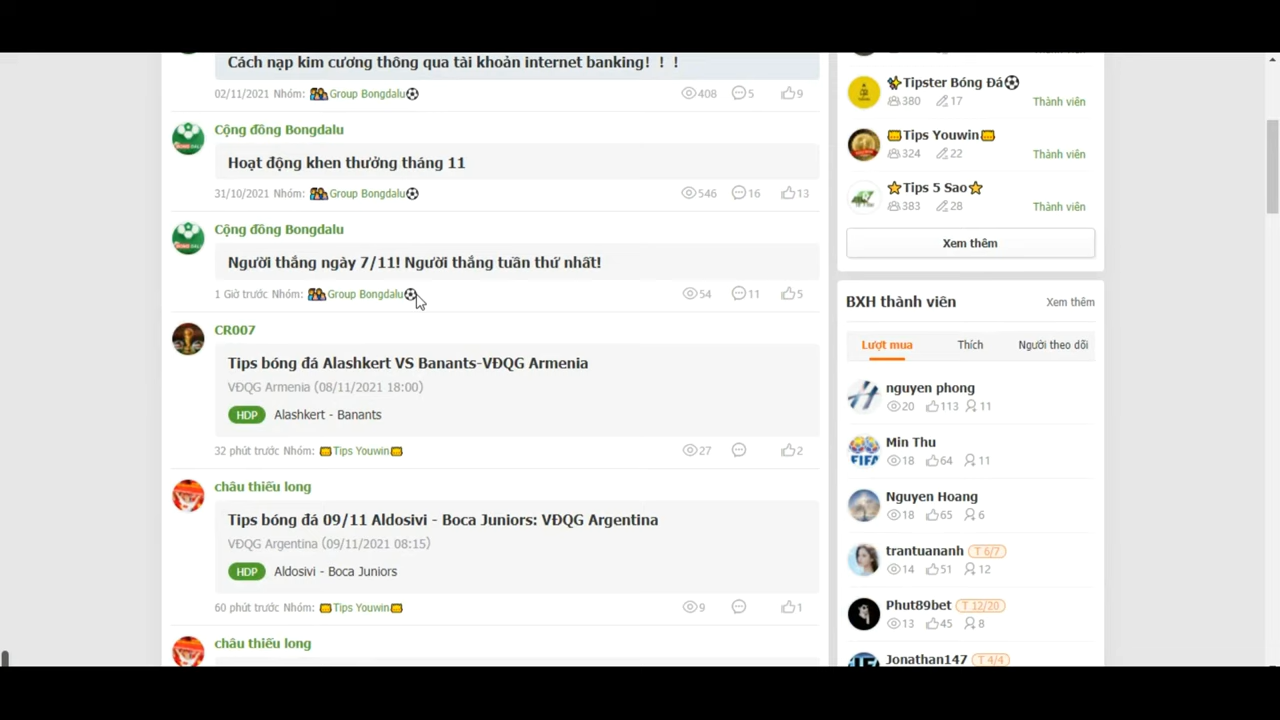 Cách nạp kim cương thông qua tài khoản internet banking! ! !
02/11/2021 Nhóm: Group Bongdalu 408 5 9
Cộng đồng Bongdalu
Hoạt động khen thưởng tháng 11
31/10/2021 Nhóm: Group Bongdalu 546 16 13
Cộng đồng Bongdalu
Người thắng ngày 7/11! Người thắng tuần thứ nhất!
1 Giờ trước Nhóm: Group Bongdalu 54 11 5
CR007
Tips bóng đá Alashkert VS Banants-VĐQG Armenia
VĐQG Armenia (08/11/2021 18:00)
HDP Alashkert - Banants
32 phút trước Nhóm: Tips Youwin 27 2
châu thiếu long
Tips bóng đá 09/11 Aldosivi - Boca Juniors: VĐQG Argentina
VĐQG Argentina (09/11/2021 08:15)
HDP Aldosivi - Boca Juniors
60 phút trước Nhóm: Tips Youwin 9 1
châu thiếu long
Tipster Bóng Đá
380 17 Thành viên
Tips Youwin
324 22 Thành viên
Tips 5 Sao
383 28 Thành viên
Xem thêm
BXH thành viên Xem thêm
Lượt mua Thích Người theo dõi
nguyen phong
20 113 11
Min Thu
18 64 11
FIFA
Nguyen Hoang
18 65 6
trantuananh T 6/7
14 51 12
Phut89bet T 12/20
13 45 8
Jonathan147 T 4/4